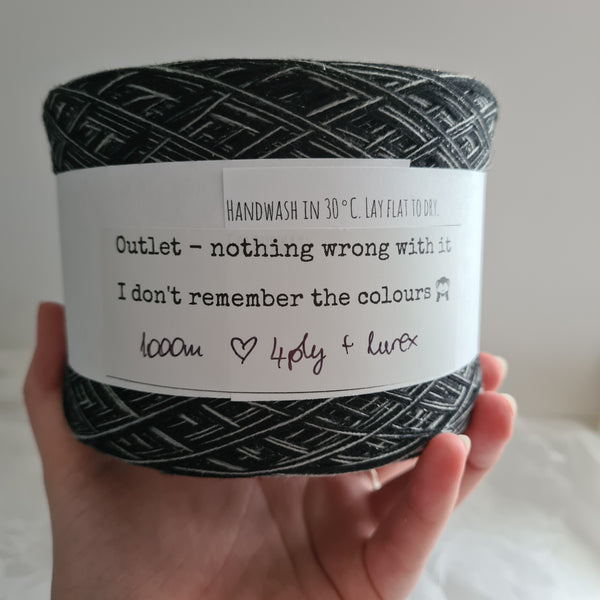 HANDWASH IN 30°C. LAY FLAT TO DRY.
Outlet - nothing wrong with it
I don't remember the colours
1000m ♡ 4ply + lurex